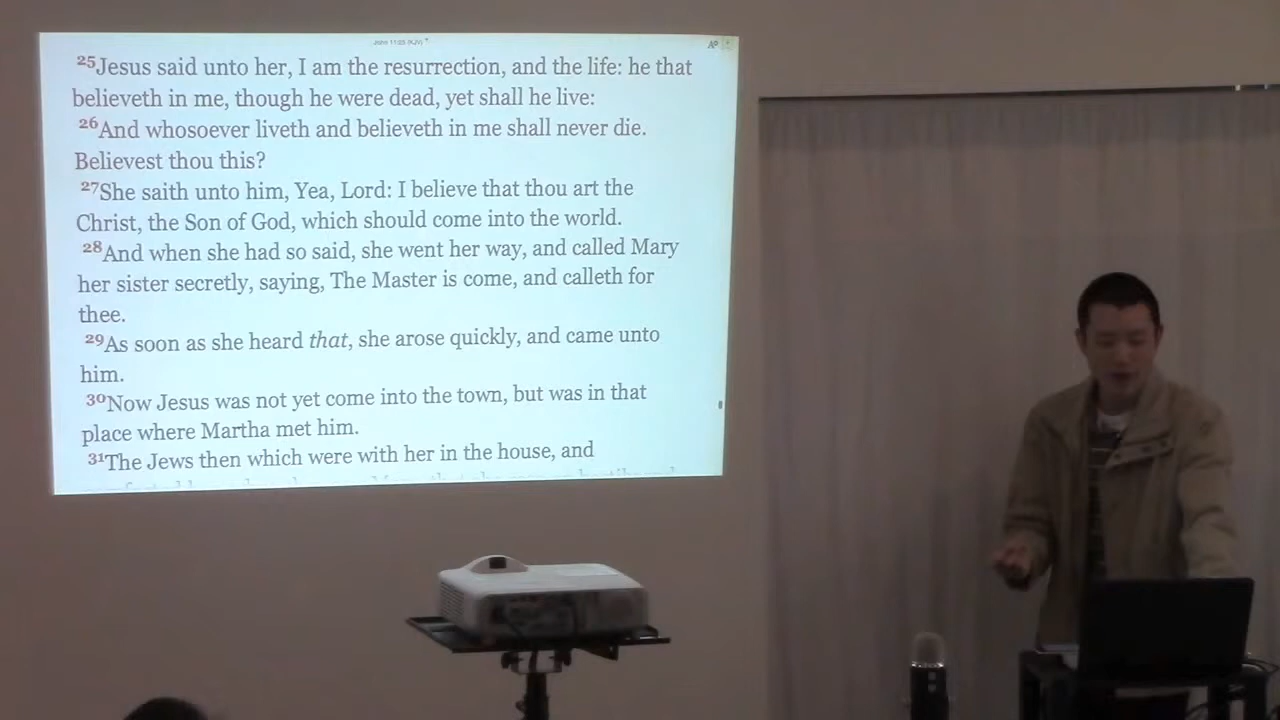 John 11:25 (KJV)
25Jesus said unto her, I am the resurrection, and the life: he that
believeth in me, though he were dead, yet shall he live:
26And whosoever liveth and believeth in me shall never die.
Believest thou this?
27She saith unto him, Yea, Lord: I believe that thou art the
Christ, the Son of God, which should come into the world.
28And when she had so said, she went her way, and called Mary
her sister secretly, saying, The Master is come, and calleth for
thee.
29As soon as she heard that, she arose quickly, and came unto
him.
30Now Jesus was not yet come into the town, but was in that
place where Martha met him.
31The Jews then which were with her in the house, and